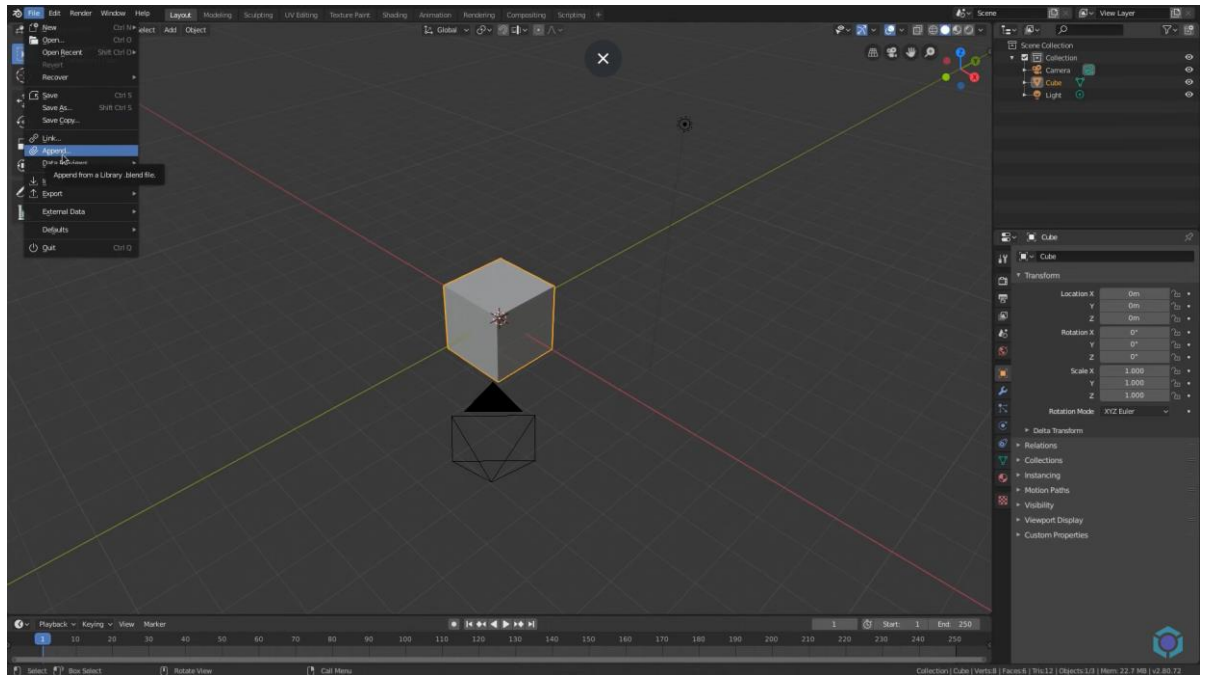 File Edit Render Window Help Layout Modeling Sculpting UV Editing Texture Paint Shading Animation Rendering Compositing Scripting + Scene View Layer
New Ctrl N
elect Add Object Global
Open... Ctrl O
Open Recent Shift Ctrl O
Revert
Recover
Save Ctrl S
Save As... Shift Ctrl S
Save Copy...
Link...
Append...
Append from a Library .blend file.
Export
External Data
Defaults
Quit Ctrl Q
Scene Collection
Collection
Camera
Cube
Light
Cube
Cube
Transform
Location X 0m
Y 0m
Z 0m
Rotation X 0°
Y 0°
Z 0°
Scale X 1.000
Y 1.000
Z 1.000
Rotation Mode XYZ Euler
Delta Transform
Relations
Collections
Instancing
Motion Paths
Visibility
Viewport Display
Custom Properties
Playback Keying View Marker 1 Start: 1 End: 250
1 10 20 30 40 50 60 70 80 90 100 110 120 130 140 150 160 170 180 190 200 210 220 230 240 250
Select Box Select Rotate View Call Menu Collection | Cube | Verts:8 | Faces:6 | Tris:12 | Objects:1/3 | Mem: 22.7 MB | v2.80.72